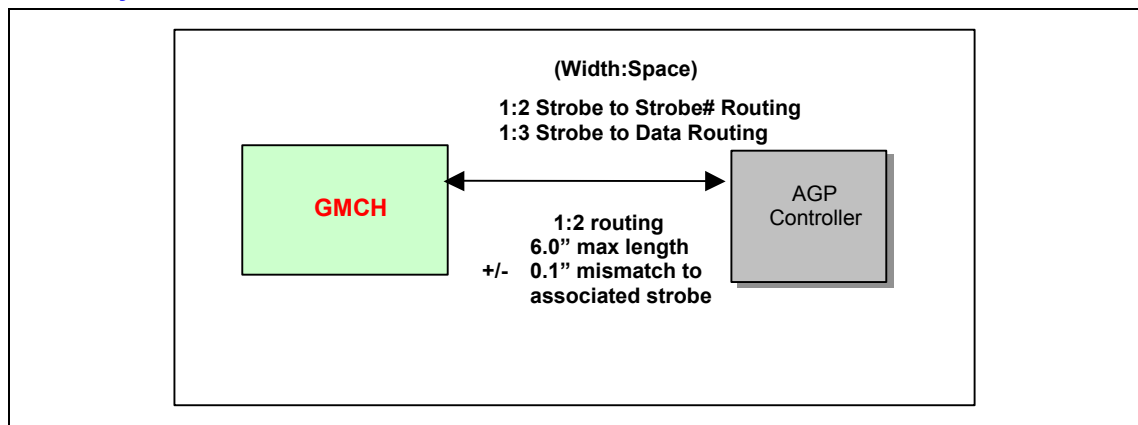 (Width:Space)
1:2 Strobe to Strobe# Routing
1:3 Strobe to Data Routing
GMCH
AGP
Controller
1:2 routing
6.0” max length
+/- 0.1” mismatch to
associated strobe